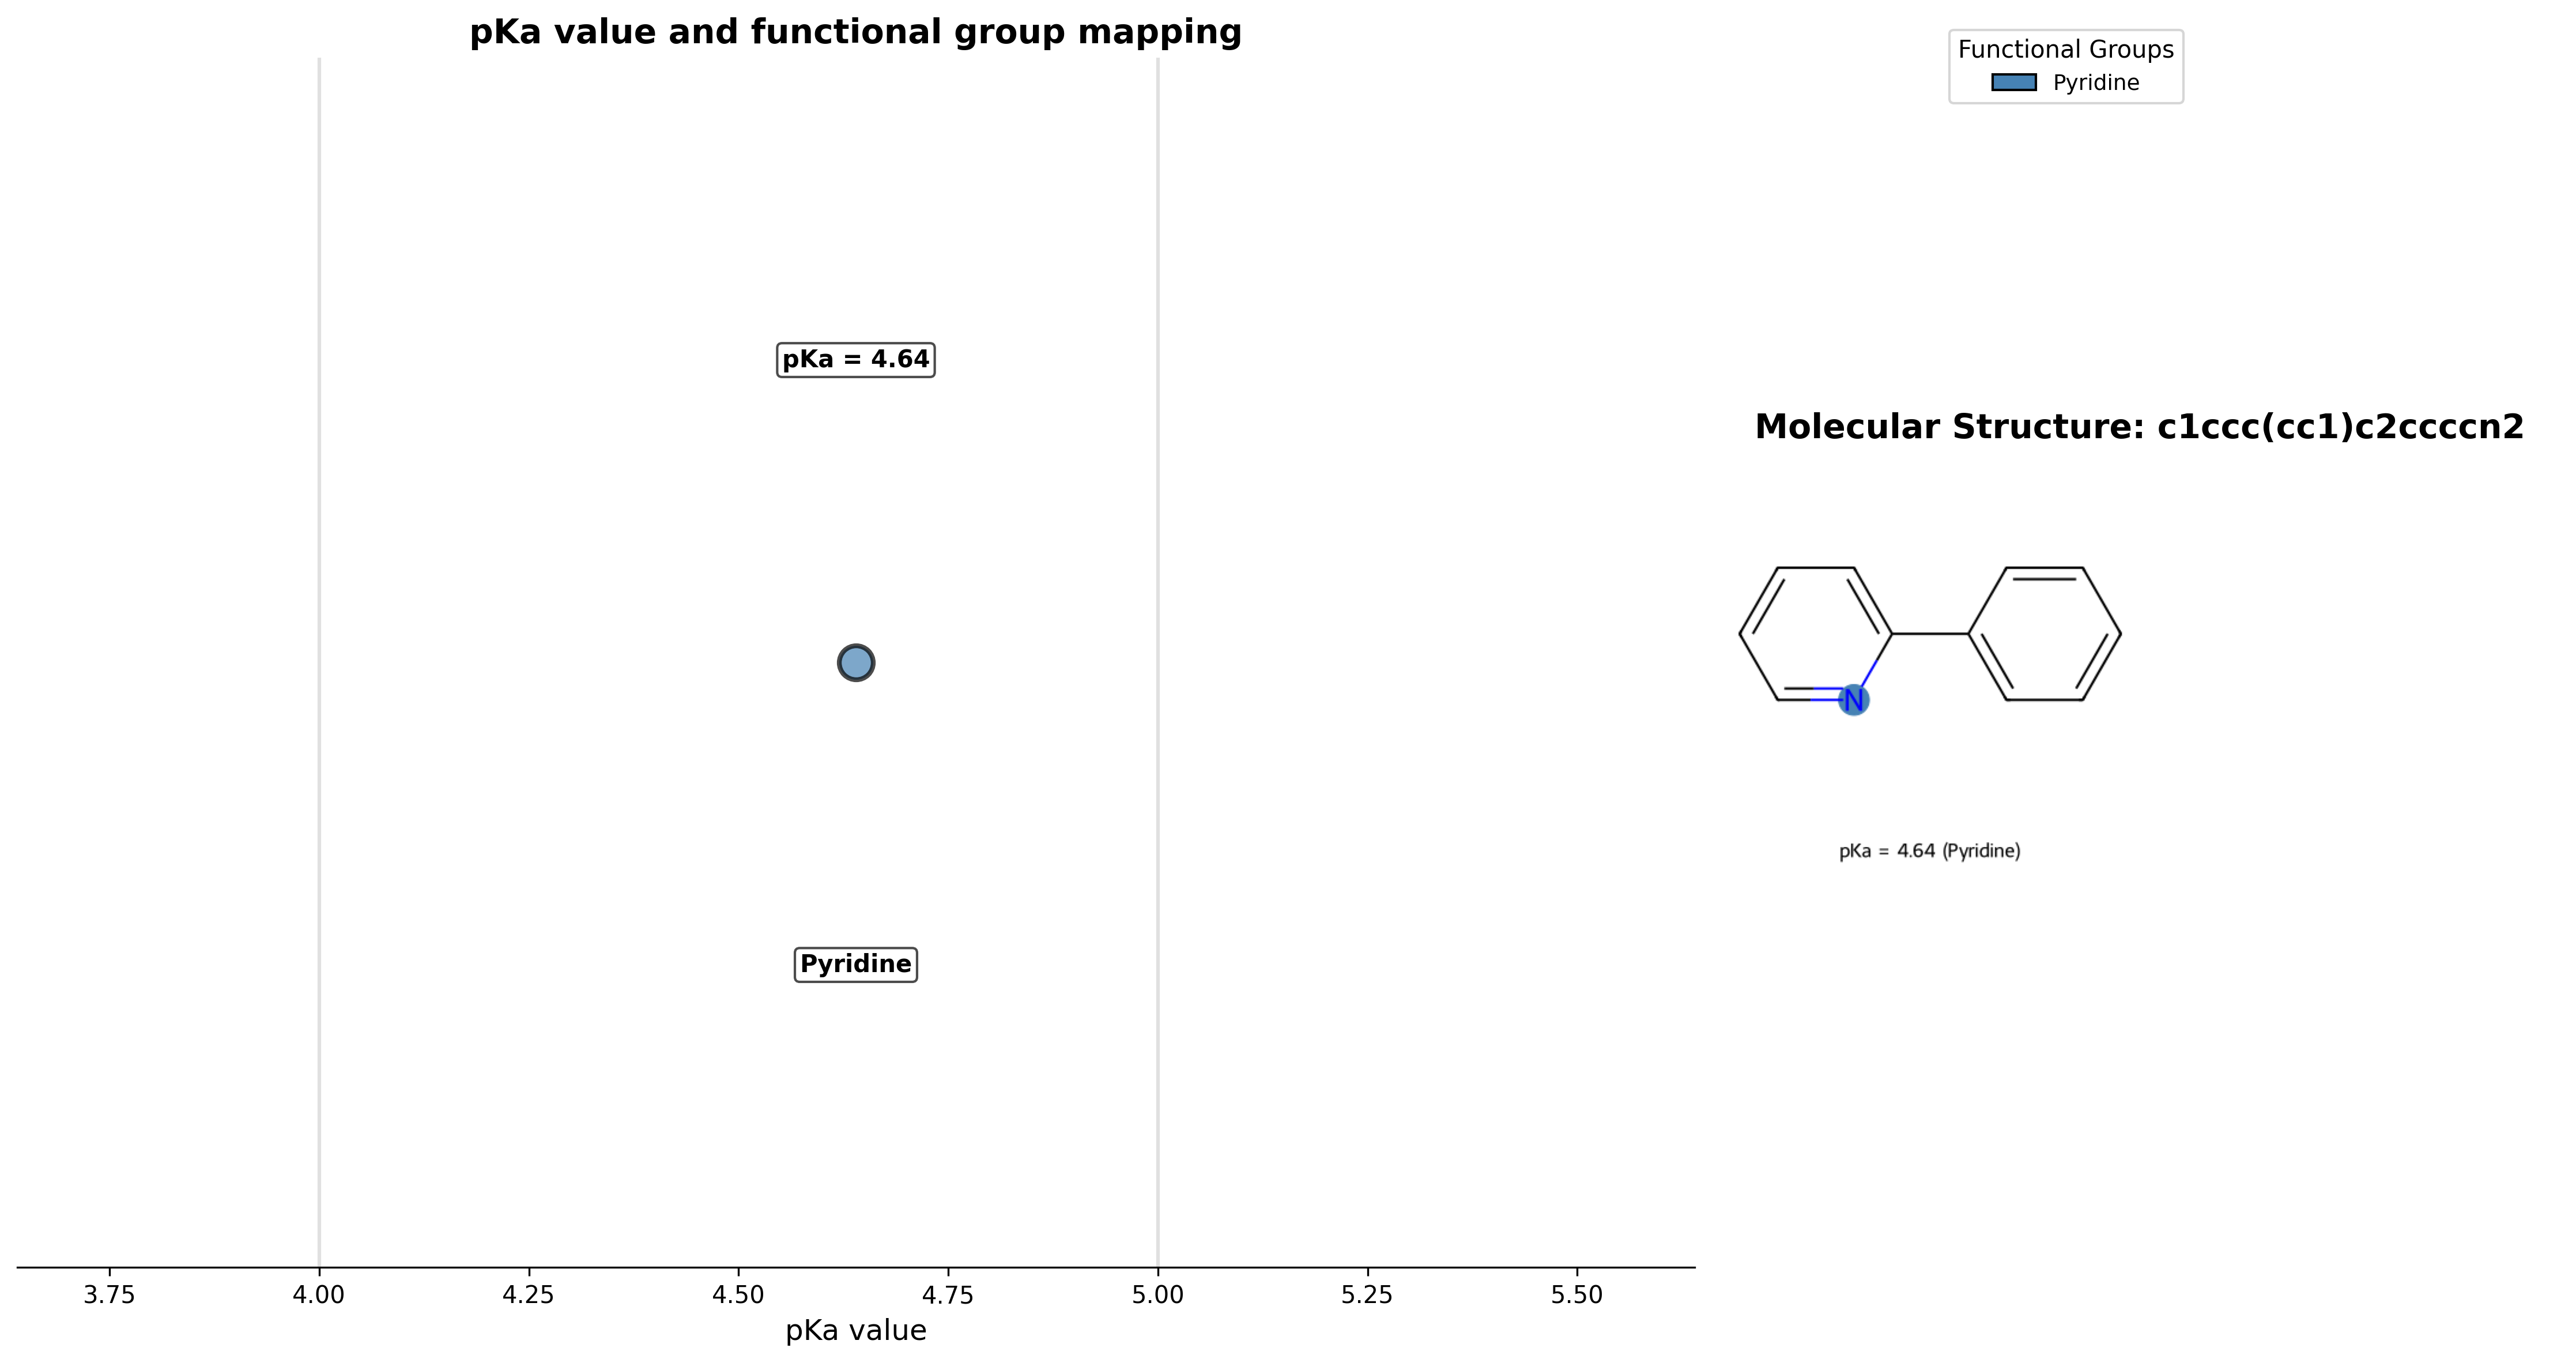 pKa value and functional group mapping
Functional Groups
Pyridine
pKa = 4.64
Pyridine
3.75 4.00 4.25 4.50 4.75 5.00 5.25 5.50
pKa value
Molecular Structure: c1ccc(cc1)c2ccccn2
N
pKa = 4.64 (Pyridine)